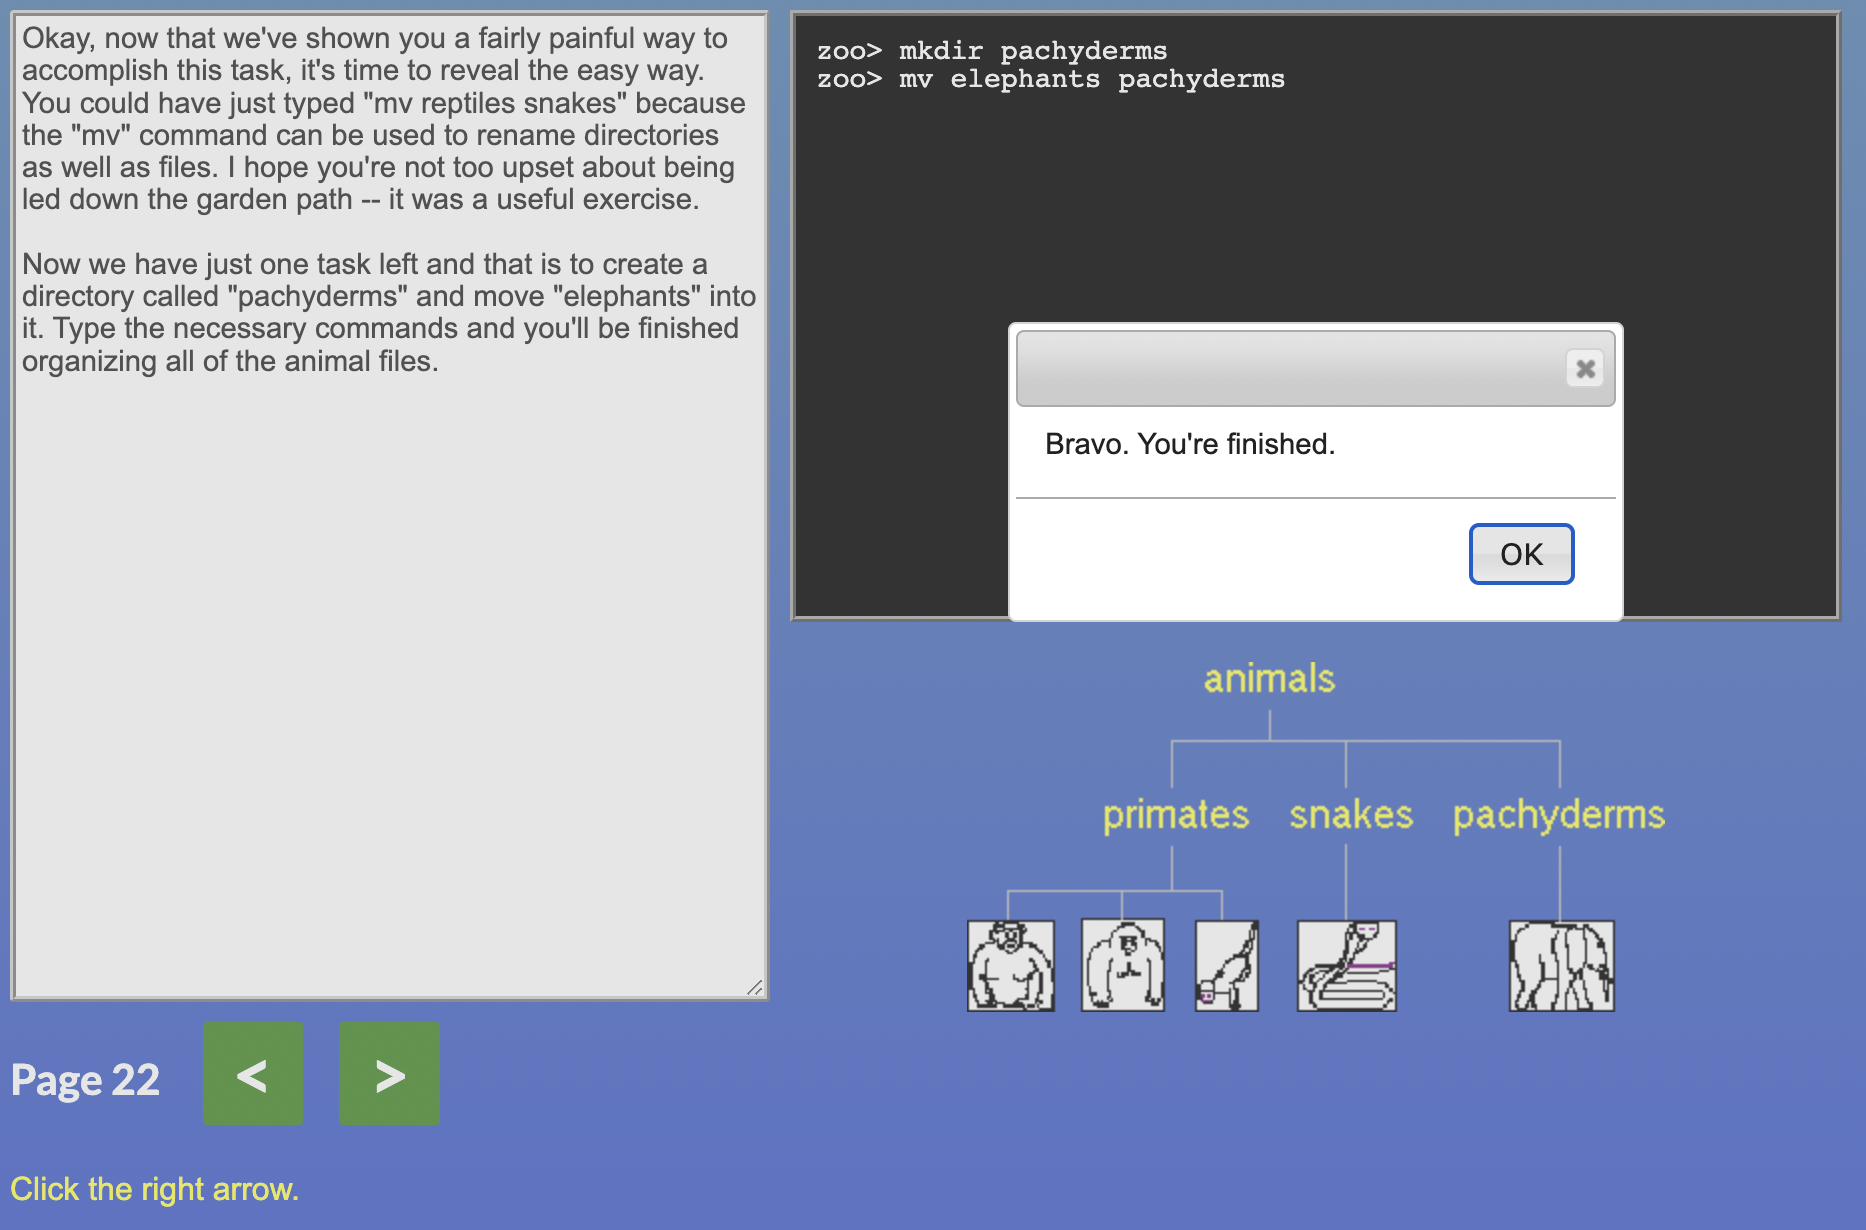 Okay, now that we've shown you a fairly painful way to
accomplish this task, it's time to reveal the easy way.
You could have just typed "mv reptiles snakes" because
the "mv" command can be used to rename directories
as well as files. I hope you're not too upset about being
led down the garden path -- it was a useful exercise.
Now we have just one task left and that is to create a
directory called "pachyderms" and move "elephants" into
it. Type the necessary commands and you'll be finished
organizing all of the animal files.
zoo> mkdir pachyderms
zoo> mv elephants pachyderms
Bravo. You're finished.
OK
animals
primates snakes pachyderms
Page 22 < >
Click the right arrow.